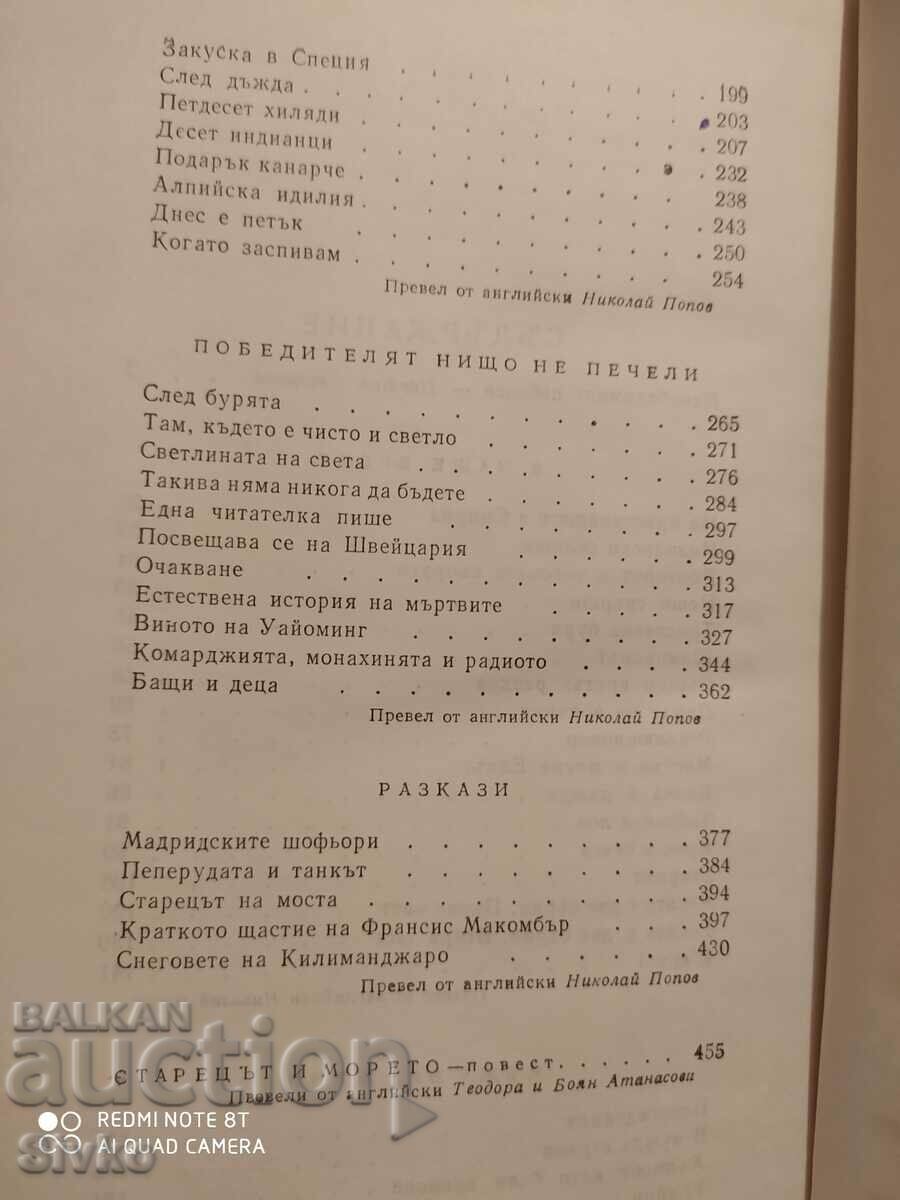 Закуска в Специя . . . . . . . . 199
След дъжда . . . . . . . . . . 203
Петдесет хиляди . . . . . . . . 207
Десет индианци . . . . . . . . 232
Подарък канарче . . . . . . . . 238
Алпийска идилия . . . . . . . . 243
Днес е петък . . . . . . . . . 250
Когато заспивам . . . . . . . . 254
Превел от английски Николай Попов
ПОБЕДИТЕЛЯТ НИЩО НЕ ПЕЧЕЛИ
След бурята . . . . . . . . . . 265
Там, където е чисто и светло . . . . . . 271
Светлината на света . . . . . . . . 276
Такива няма никога да бъдете . . . . . . 284
Една читателка пише . . . . . . . 297
Посвещава се на Швейцария . . . . . . 299
Очакване . . . . . . . . . . . 313
Естествена история на мъртвите . . . . . 317
Виното на Уайоминг . . . . . . . . 327
Комарджията, монахинята и радиото . . . . 344
Бащи и деца . . . . . . . . . . 362
Превел от английски Николай Попов
РАЗКАЗИ
Мадридските шофьори . . . . . . . . 377
Пеперудата и танкът . . . . . . . . 384
Старецът на моста . . . . . . . . . 394
Краткото щастие на Франсис Макомбър . . . 397
Снеговете на Килиманджаро . . . . . . 430
Превел от английски Николай Попов
СТАРЕЦЪТ И МОРЕТО — повест . . . . . . 455
Превели от английски Теодора и Боян Атанасови
BALKAN
auction
REDMI NOTE 8T
AI QUAD CAMERA
Sivko